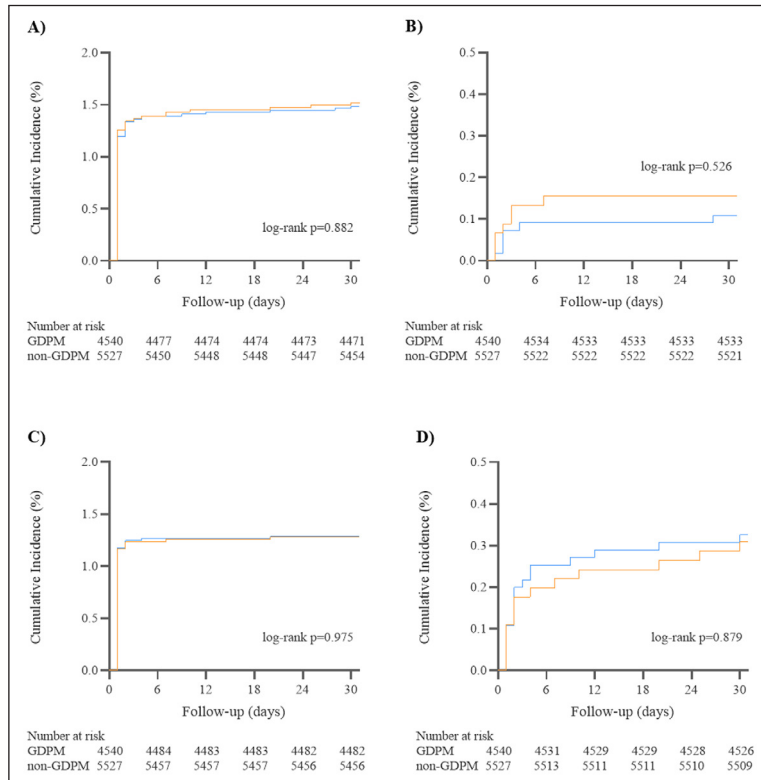 A)
2.0
1.5
1.0
0.5
0.0
Cumulative Incidence (%)
log-rank p=0.882
0 6 12 18 24 30
Follow-up (days)
Number at risk
GDPM 4540 4477 4474 4474 4473 4471
non-GDPM 5527 5450 5448 5448 5447 5454
B)
0.5
0.4
0.3
0.2
0.1
0.0
Cumulative Incidence (%)
log-rank p=0.526
0 6 12 18 24 30
Follow-up (days)
Number at risk
GDPM 4540 4534 4533 4533 4533 4533
non-GDPM 5527 5522 5522 5522 5522 5521
C)
2.0
1.5
1.0
0.5
0.0
Cumulative Incidence (%)
log-rank p=0.975
0 6 12 18 24 30
Follow-up (days)
Number at risk
GDPM 4540 4484 4483 4483 4482 4482
non-GDPM 5527 5457 5457 5457 5456 5456
D)
0.5
0.4
0.3
0.2
0.1
0.0
Cumulative Incidence (%)
log-rank p=0.879
0 6 12 18 24 30
Follow-up (days)
Number at risk
GDPM 4540 4531 4529 4529 4528 4526
non-GDPM 5527 5513 5511 5511 5510 5509